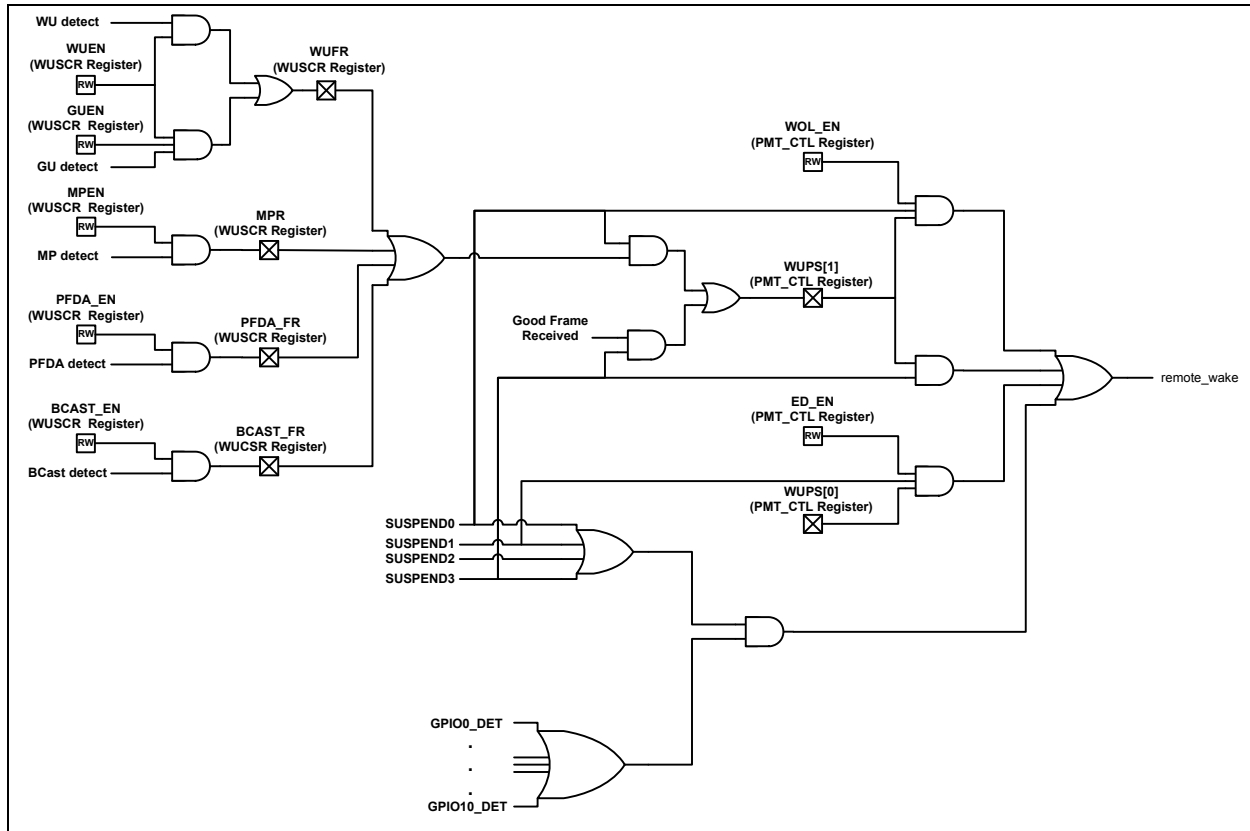 WU detect
WUEN
(WUSCR Register)
RW
GUEN
(WUSCR  Register)
RW
GU detect
WUFR
(WUSCR Register)
MPEN
(WUSCR  Register)
RW
MP detect
MPR
(WUSCR Register)
PFDA_EN
(WUSCR  Register)
RW
PFDA detect
PFDA_FR
(WUSCR Register)
BCAST_EN
(WUSCR  Register)
RW
BCast detect
BCAST_FR
(WUCSR Register)
WOL_EN
(PMT_CTL Register)
RW
Good Frame
Received
WUPS[1]
(PMT_CTL Register)
ED_EN
(PMT_CTL Register)
RW
WUPS[0]
(PMT_CTL Register)
remote_wake
SUSPEND0
SUSPEND1
SUSPEND2
SUSPEND3
GPIO0_DET
.
.
.
GPIO10_DET